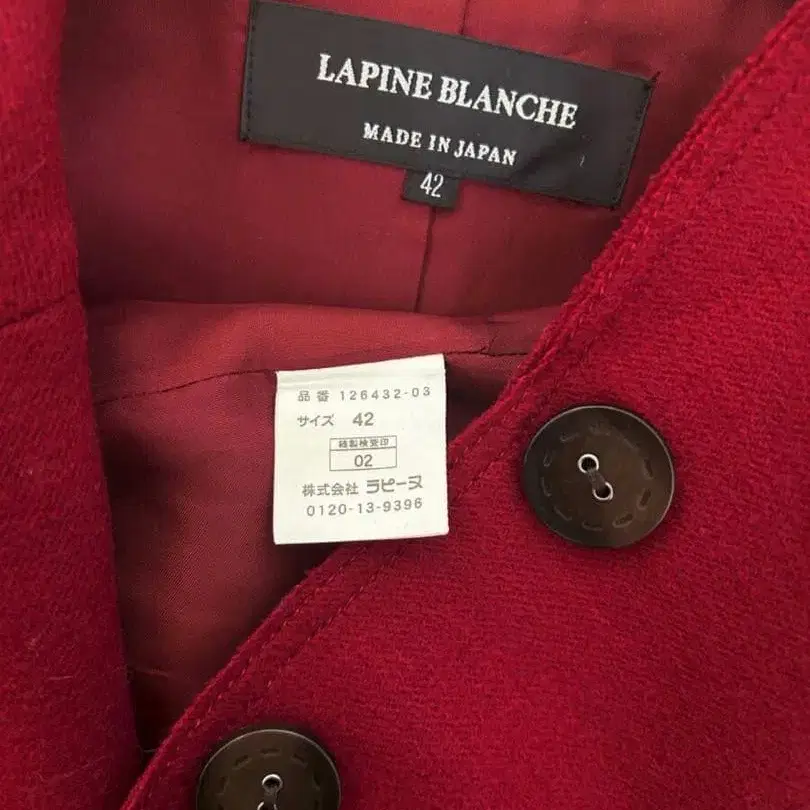 LAPINE BLANCHE
MADE IN JAPAN
42
品番 126432-03
サイズ 42
縫製検査印
02
株式会社 ラピーヌ
0120-13-9396